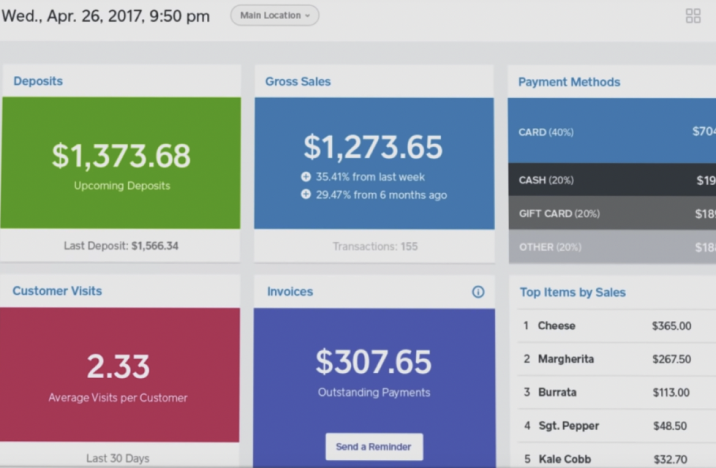 Wed., Apr. 26, 2017, 9:50 pm
Main Location
Deposits
$1,373.68
Upcoming Deposits
Last Deposit: $1,566.34
Gross Sales
$1,273.65
35.41% from last week
29.47% from 6 months ago
Transactions: 155
Payment Methods
CARD (40%)
CASH (20%)
GIFT CARD (20%)
OTHER (20%)
Customer Visits
2.33
Average Visits per Customer
Last 30 Days
Invoices
$307.65
Outstanding Payments
Send a Reminder
Top Items by Sales
1 Cheese $365.00
2 Margherita $267.50
3 Burrata $113.00
4 Sgt. Pepper $48.50
5 Kale Cobb $32.70